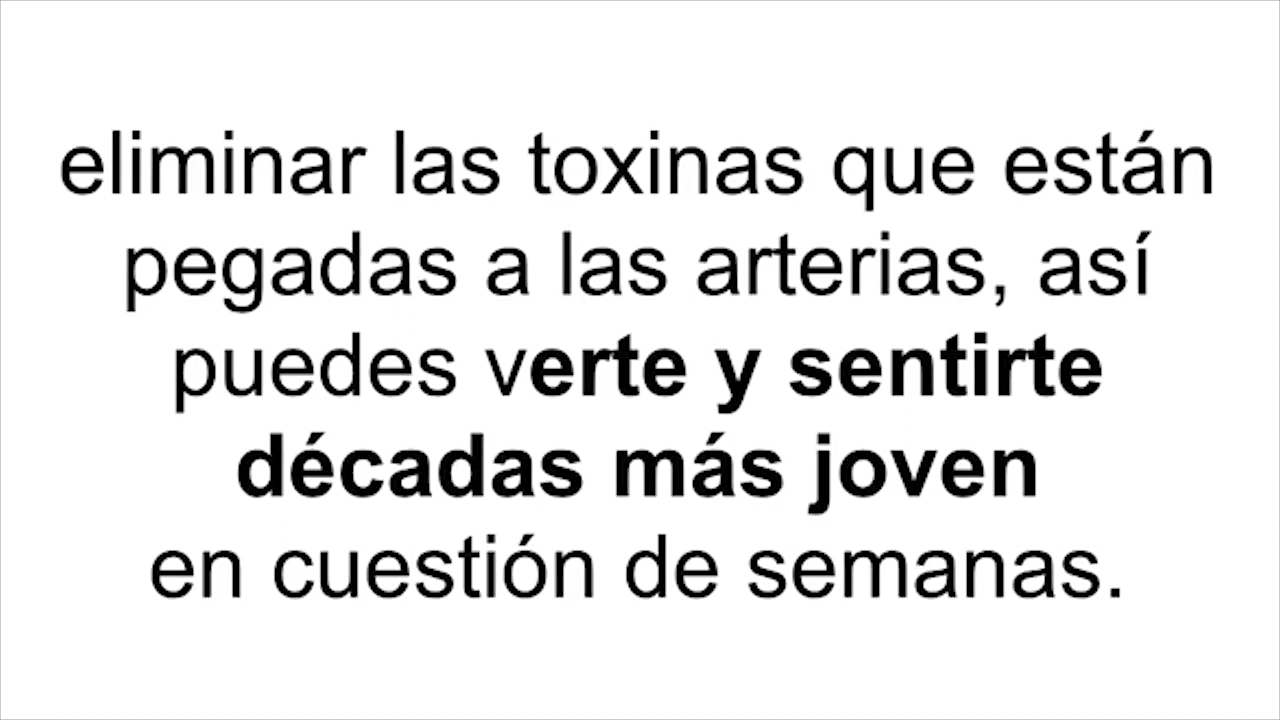 eliminar las toxinas que están
pegadas a las arterias, así
puedes verte y sentirte
décadas más joven
en cuestión de semanas.